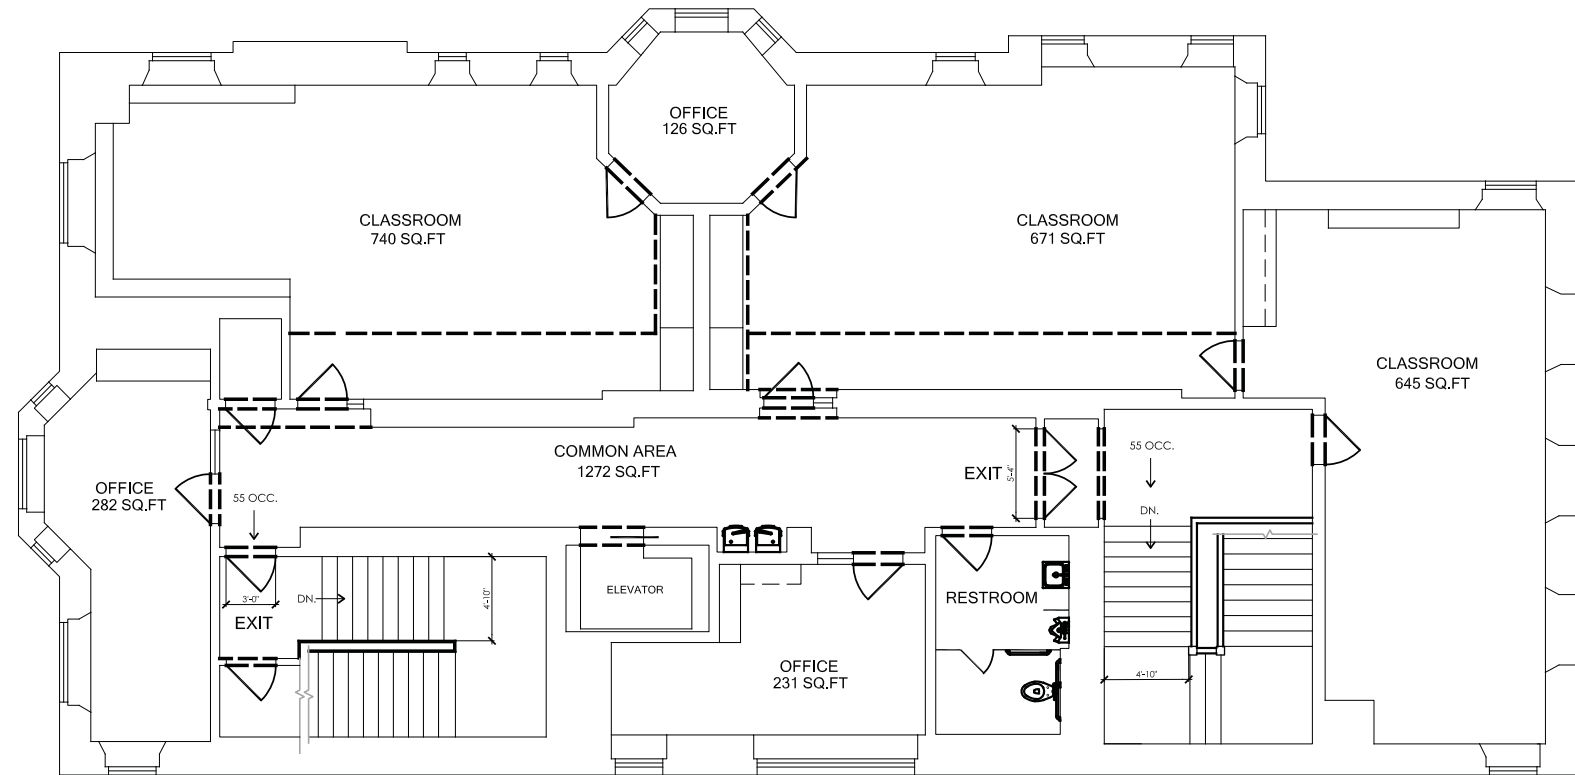 OFFICE
126 SQ.FT
CLASSROOM
740 SQ.FT
CLASSROOM
671 SQ.FT
CLASSROOM
645 SQ.FT
COMMON AREA
1272 SQ.FT
EXIT
5'-4"
55 OCC.
DN.
OFFICE
282 SQ.FT
55 OCC.
3'-0"
EXIT
DN.
4'-10"
ELEVATOR
RESTROOM
OFFICE
231 SQ.FT
4'-10"